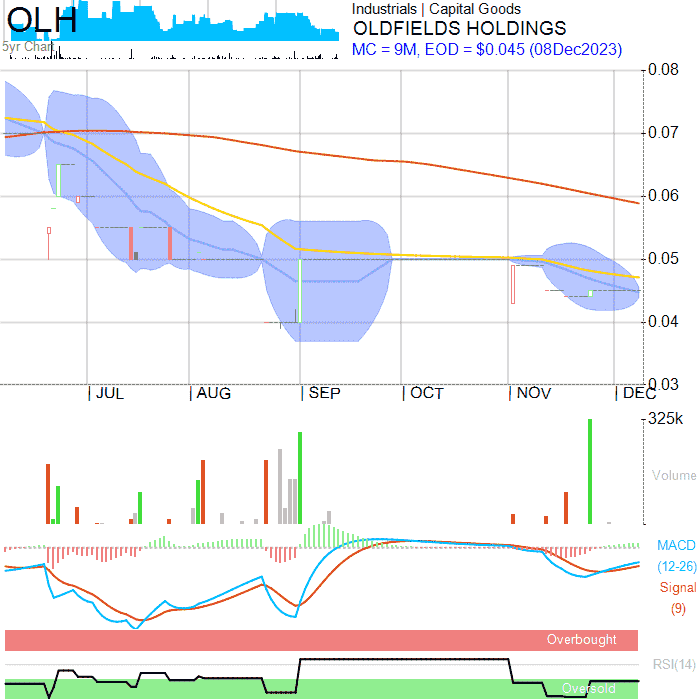 OLH
5yr Chart
Industrials | Capital Goods
OLDFIELDS HOLDINGS
MC = 9M, EOD = $0.045 (08Dec2023)
0.08
0.07
0.06
0.05
0.04
0.03
JUL AUG SEP OCT NOV DEC
325k
Volume
MACD
(12-26)
Signal
(9)
Overbought
RSI(14)
Oversold